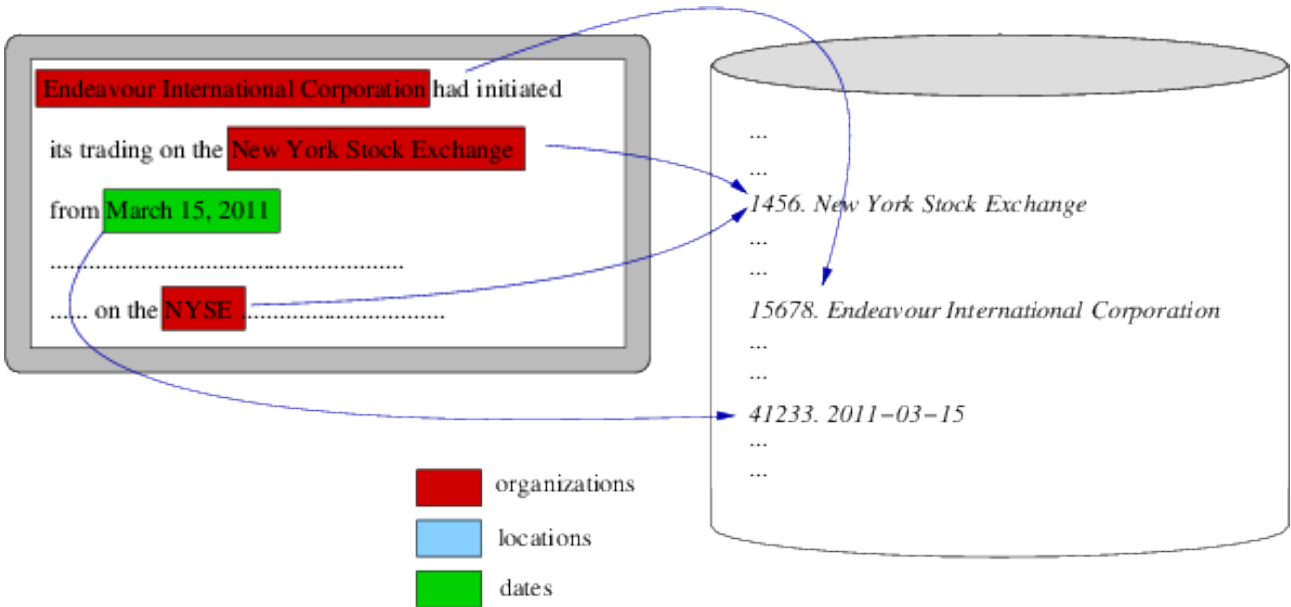 Endeavour International Corporation had initiated
its trading on the New York Stock Exchange
from March 15, 2011
................................................................
....... on the NYSE .....................................
...
...
1456. New York Stock Exchange
...
...
15678. Endeavour International Corporation
...
...
41233. 2011−03−15
...
...
organizations
locations
dates